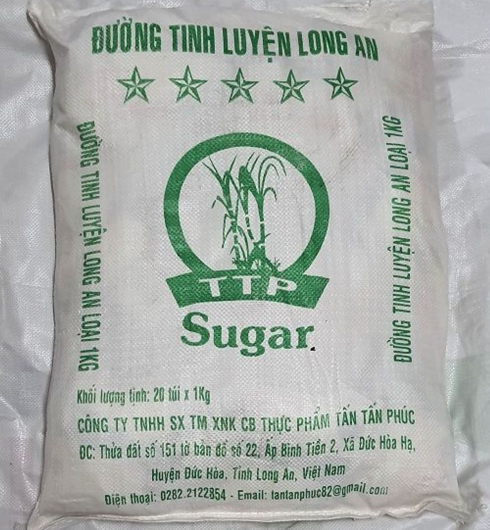 ĐƯỜNG TINH LUYỆN LONG AN
ĐƯỜNG TINH LUYỆN LONG AN LOẠI 1KG
ĐƯỜNG TINH LUYỆN LONG AN LOẠI 1KG
TTP
Sugar
Khối lượng tịnh: 20 túi x 1Kg
CÔNG TY TNHH SX TM XNK CB THỰC PHẨM TẤN TẤN PHÚC
ĐC: Thửa đất số 151 tờ bản đồ số 22, Ấp Bình Tiền 2, Xã Đức Hòa Hạ,
Huyện Đức Hòa, Tỉnh Long An, Việt Nam
Điện thoại: 0282.2122854 - Email: tantanphuc82@gmail.com